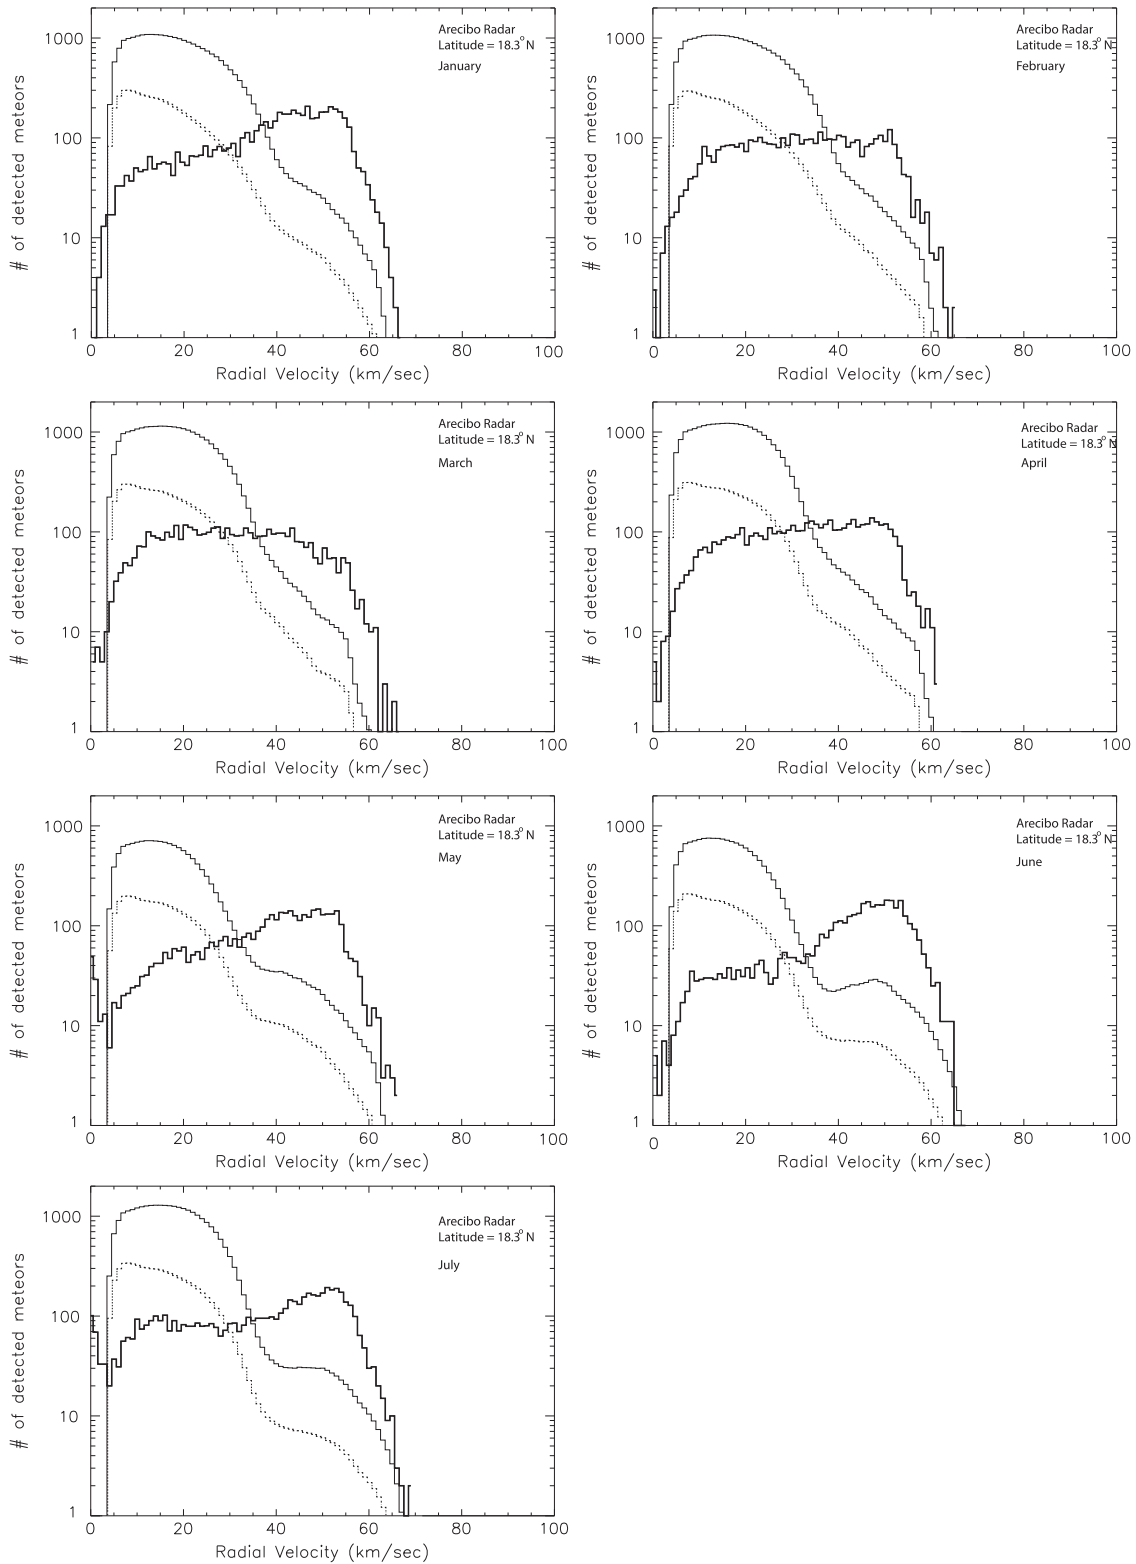 Arecibo Radar
Latitude = 18.3° N
January
# of detected meteors
1000
100
10
1
0 20 40 60 80 100
Radial Velocity (km/sec)
Arecibo Radar
Latitude = 18.3° N
February
# of detected meteors
1000
100
10
1
0 20 40 60 80 100
Radial Velocity (km/sec)
Arecibo Radar
Latitude = 18.3° N
March
# of detected meteors
1000
100
10
1
0 20 40 60 80 100
Radial Velocity (km/sec)
Arecibo Radar
Latitude = 18.3° N
April
# of detected meteors
1000
100
10
1
0 20 40 60 80 100
Radial Velocity (km/sec)
Arecibo Radar
Latitude = 18.3° N
May
# of detected meteors
1000
100
10
1
0 20 40 60 80 100
Radial Velocity (km/sec)
Arecibo Radar
Latitude = 18.3° N
June
# of detected meteors
1000
100
10
1
0 20 40 60 80 100
Radial Velocity (km/sec)
Arecibo Radar
Latitude = 18.3° N
July
# of detected meteors
1000
100
10
1
0 20 40 60 80 100
Radial Velocity (km/sec)